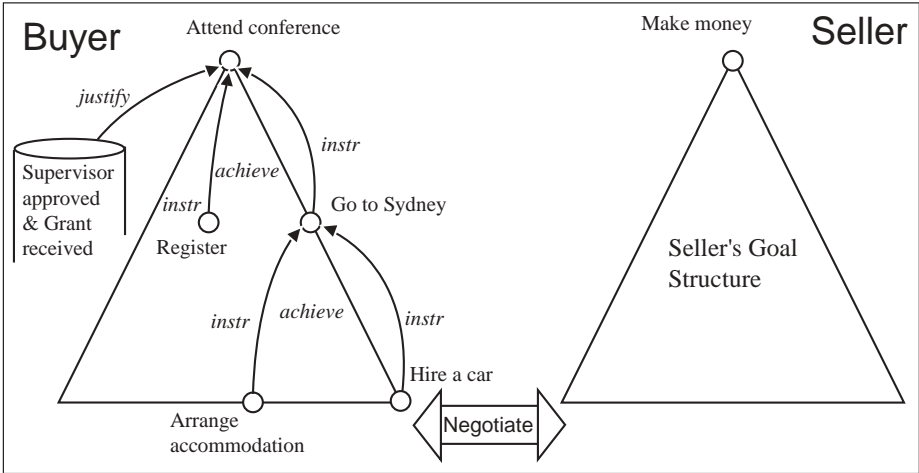 Buyer
Attend conference
Make money
Seller
justify
instr
achieve
Supervisor
approved
& Grant
received
instr
Register
Go to Sydney
Seller's Goal
Structure
instr
achieve
instr
Hire a car
Arrange
accommodation
Negotiate